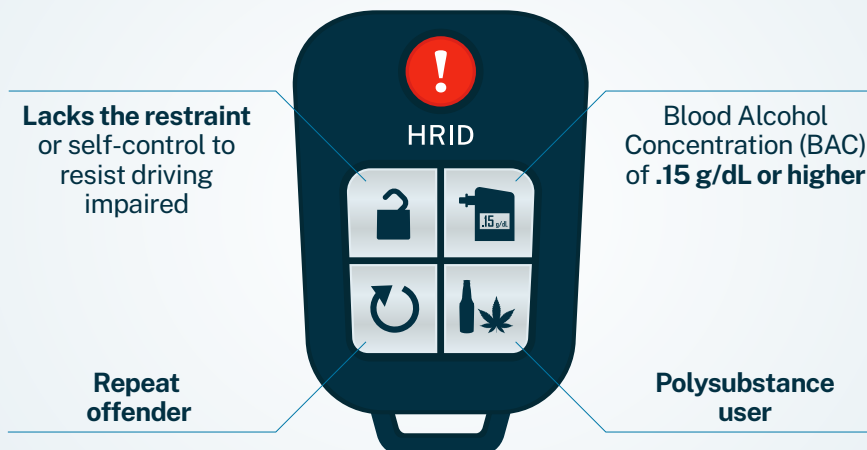 !
HRID
Lacks the restraint
or self-control to
resist driving
impaired
Blood Alcohol
Concentration (BAC)
of .15 g/dL or higher
.15 g/dL
Repeat
offender
Polysubstance
user